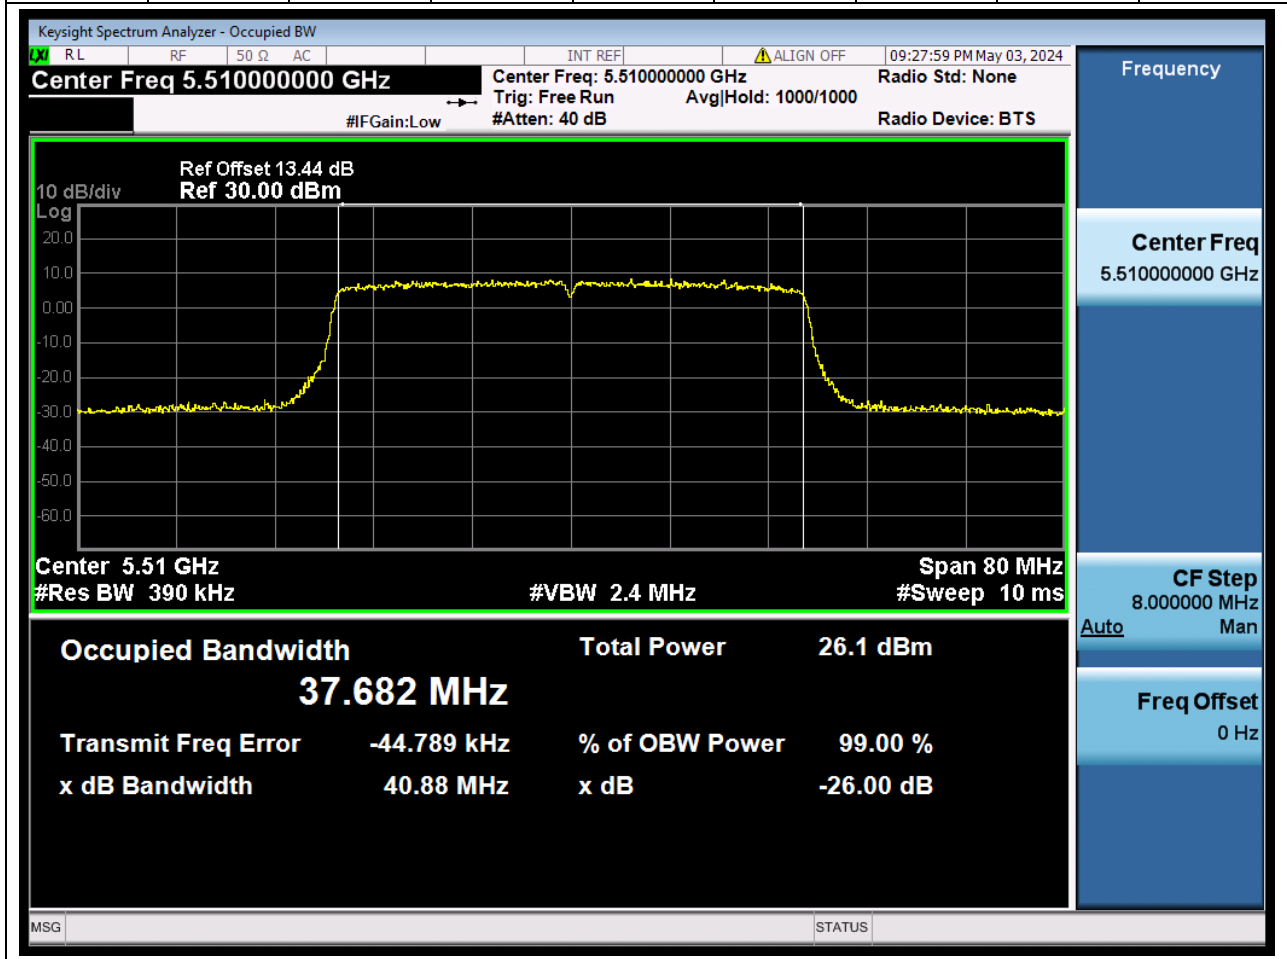 Keysight Spectrum Analyzer - Occupied BW
LXI RL RF 50 Ω AC INT REF ALIGN OFF 09:27:59 PM May 03, 2024
Center Freq 5.510000000 GHz
Center Freq: 5.510000000 GHz
Radio Std: None
Trig: Free Run Avg|Hold: 1000/1000
#IFGain:Low
#Atten: 40 dB
Radio Device: BTS
Ref Offset 13.44 dB
10 dB/div Ref 30.00 dBm
Log
20.0
10.0
0.00
-10.0
-20.0
-30.0
-40.0
-50.0
-60.0
Center 5.51 GHz Span 80 MHz
#Res BW 390 kHz #VBW 2.4 MHz #Sweep 10 ms
Occupied Bandwidth Total Power 26.1 dBm
37.682 MHz
Transmit Freq Error -44.789 kHz % of OBW Power 99.00 %
x dB Bandwidth 40.88 MHz x dB -26.00 dB
MSG STATUS
Frequency
Center Freq
5.510000000 GHz
CF Step
8.000000 MHz
Auto Man
Freq Offset
0 Hz